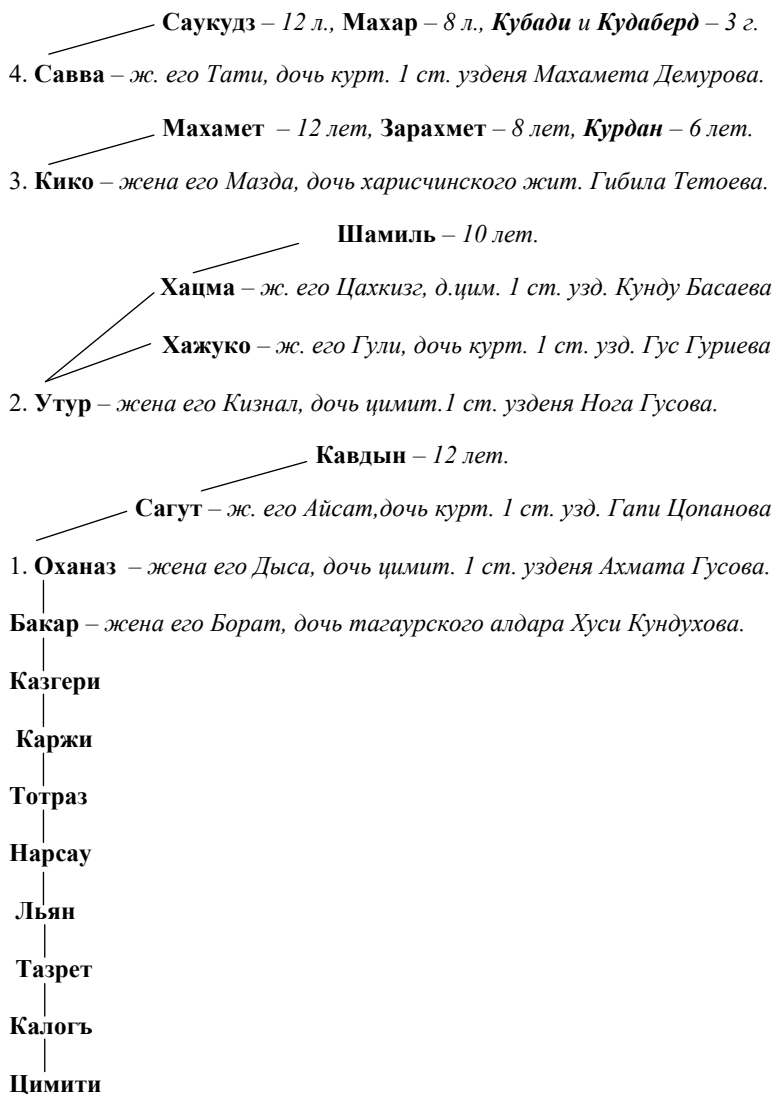 Саукудз – 12 л., Махар – 8 л., Кубади и Кудаберд – 3 г.
4. Савва – ж. его Тати, дочь курт. 1 ст. узденя Махамета Демурова.
Махамет – 12 лет, Зарахмет – 8 лет, Курдан – 6 лет.
3. Кико – жена его Мазда, дочь харисчинского жит. Гибила Тетоева.
Шамиль – 10 лет.
Хацма – ж. его Цахкизг, д.цим. 1 ст. узд. Кунду Басаева
Хажуко – ж. его Гули, дочь курт. 1 ст. узд. Гус Гуриева
2. Утур – жена его Кизнал, дочь цимит.1 ст. узденя Нога Гусова.
Кавдын – 12 лет.
Сагут – ж. его Айсат,дочь курт. 1 ст. узд. Гапи Цопанова
1. Оханаз – жена его Дыса, дочь цимит. 1 ст. узденя Ахмата Гусова.
Бакар – жена его Борат, дочь тагаурского алдара Хуси Кундухова.
Казгери
Каржи
Тотраз
Нарсау
Льян
Тазрет
Калогъ
Цимити